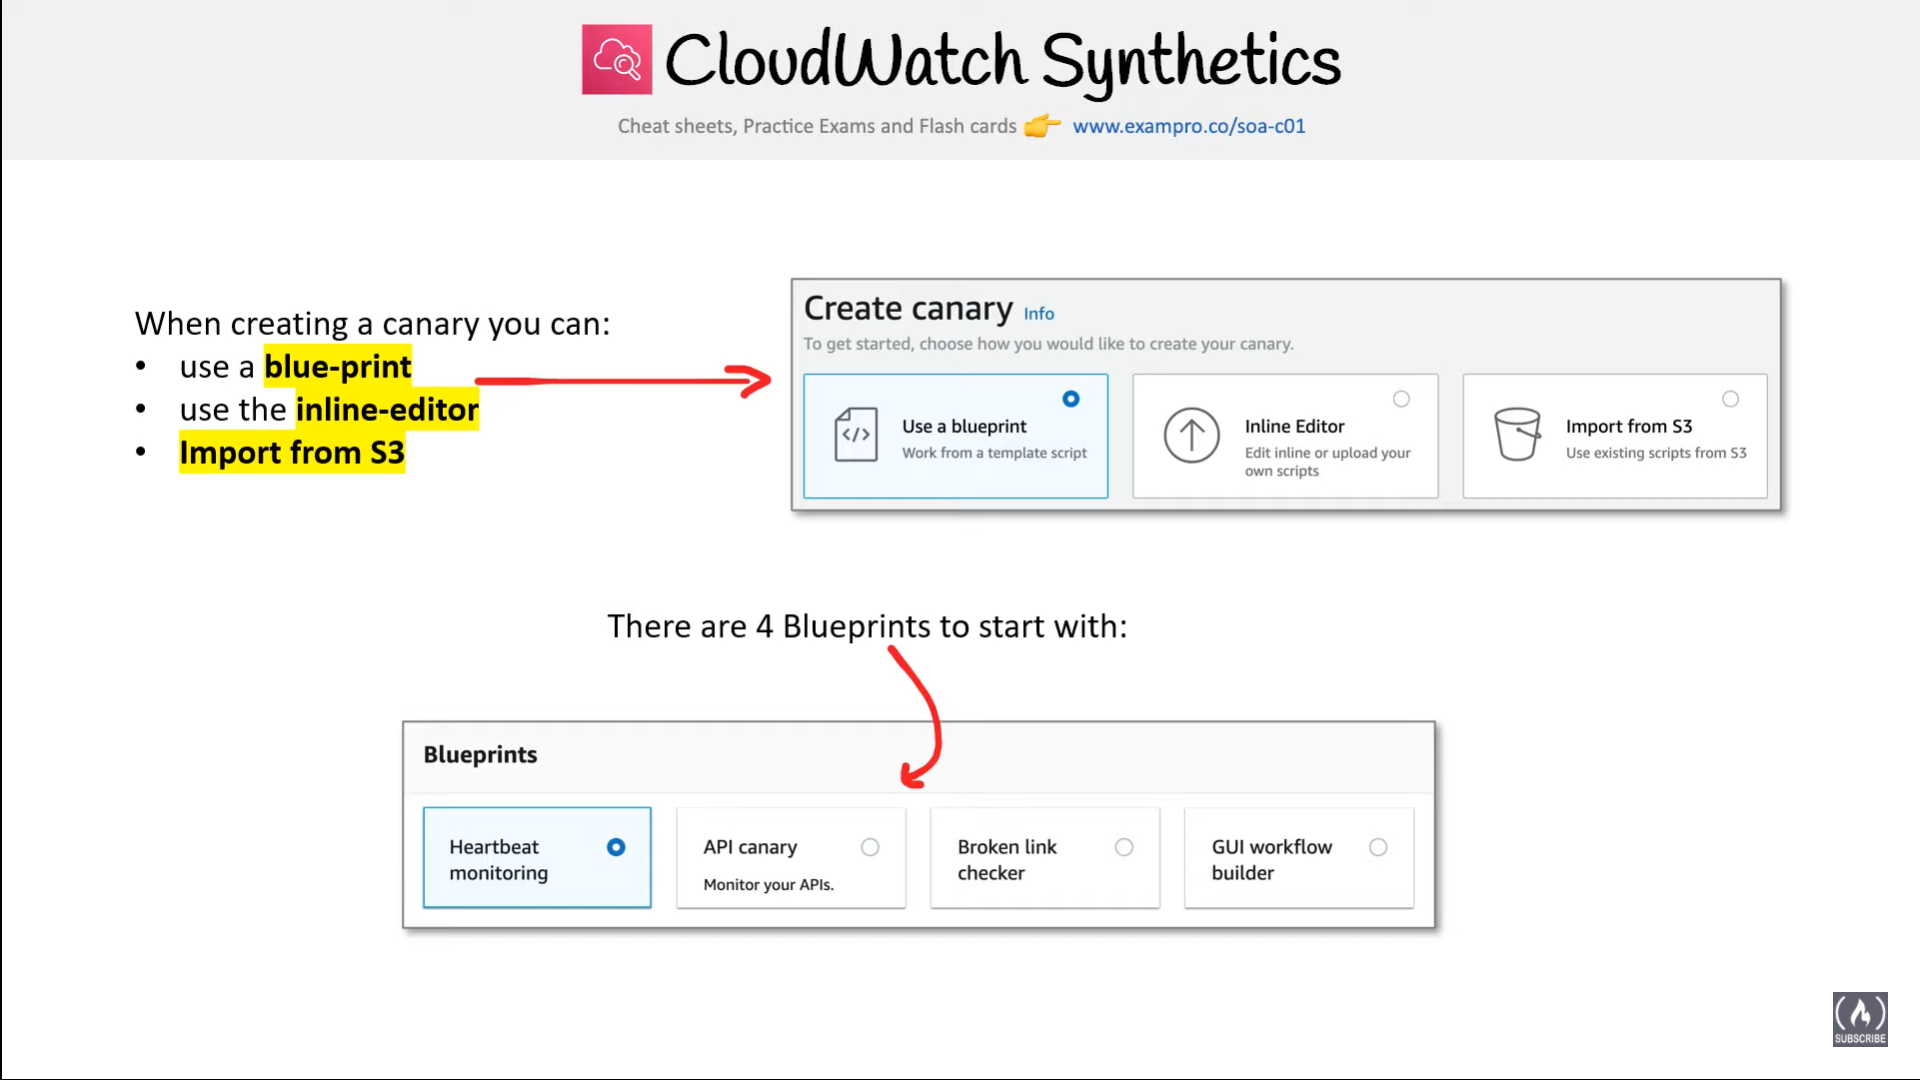 CloudWatch Synthetics
Cheat sheets, Practice Exams and Flash cards 👉 www.exampro.co/soa-c01
When creating a canary you can:
• use a blue-print
• use the inline-editor
• Import from S3
Create canary Info
To get started, choose how you would like to create your canary.
Use a blueprint
Work from a template script
Inline Editor
Edit inline or upload your
own scripts
Import from S3
Use existing scripts from S3
There are 4 Blueprints to start with:
Blueprints
Heartbeat
monitoring
API canary
Monitor your APIs.
Broken link
checker
GUI workflow
builder
SUBSCRIBE